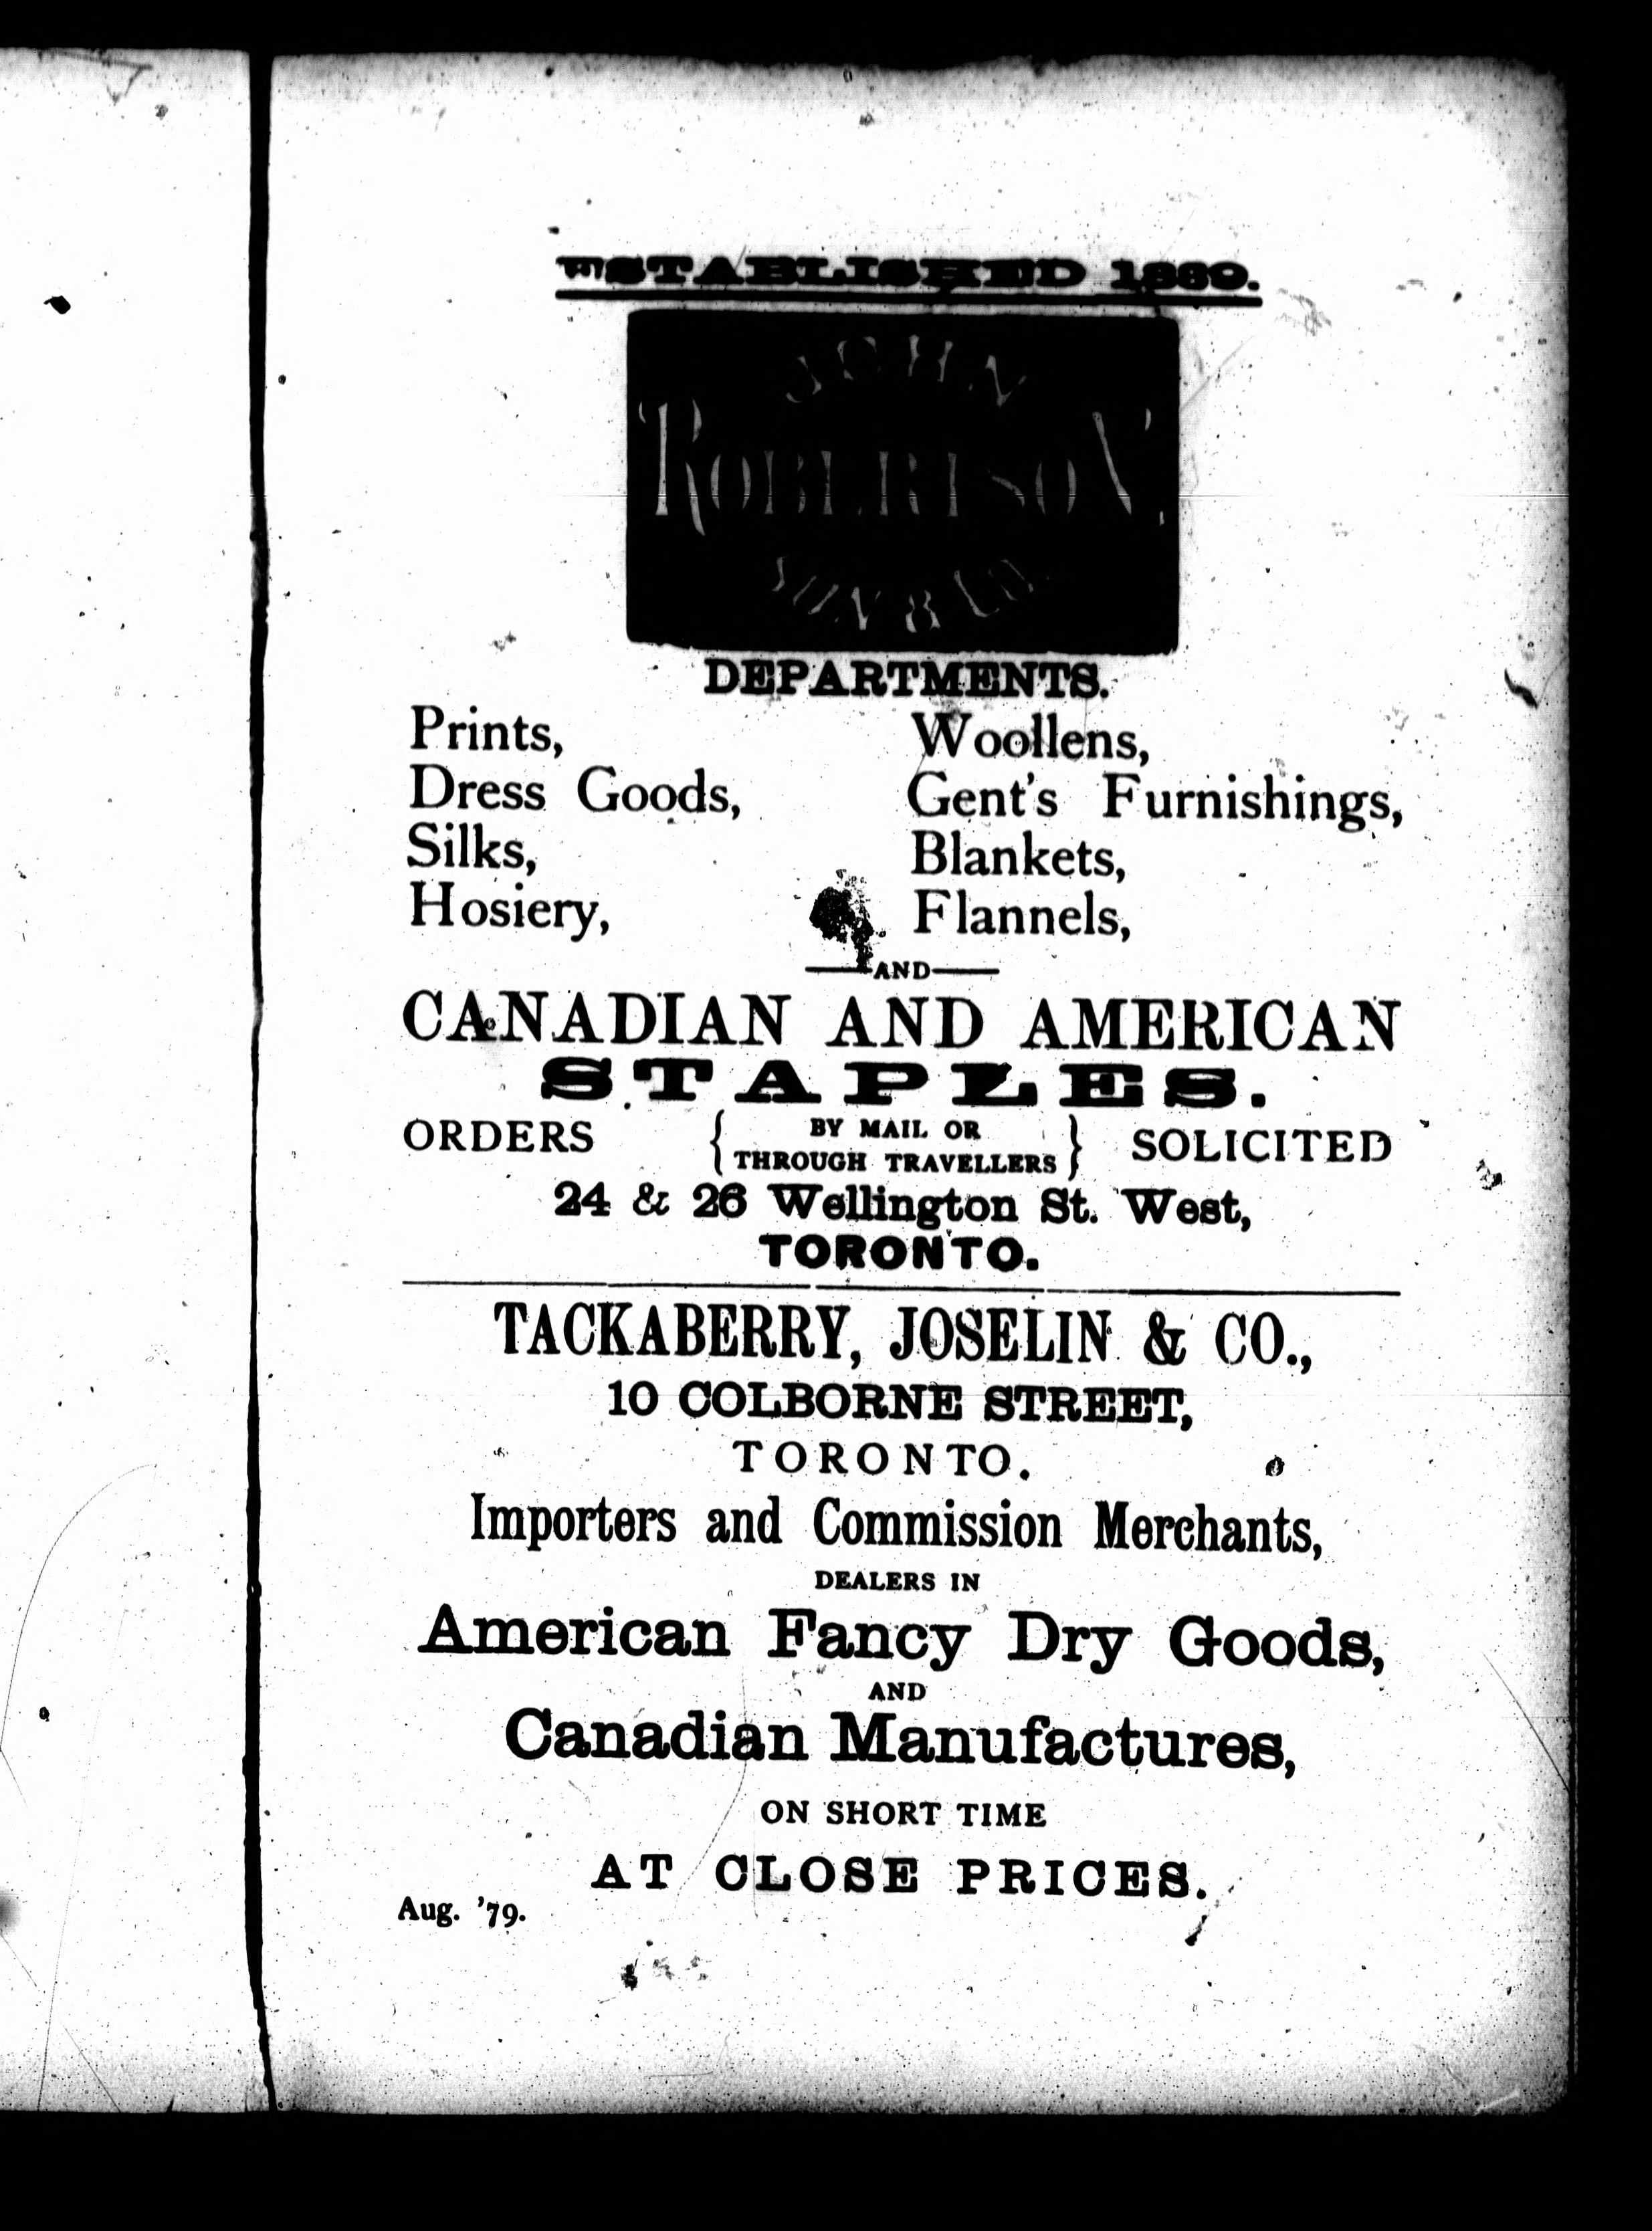 ESTABLISHED
JOHN
ROBERTSON,
SON & CO.
DEPARTMENTS.
Prints, Woollens,
Dress Goods, Gent's Furnishings,
Silks, Blankets,
Hosiery, Flannels,
AND
CANADIAN AND AMERICAN
STAPLES.
ORDERS { BY MAIL OR THROUGH TRAVELLERS } SOLICITED
24 & 26 Wellington St. West,
TORONTO.
TACKABERRY, JOSELIN & CO.,
10 COLBORNE STREET,
TORONTO.
Importers and Commission Merchants,
DEALERS IN
American Fancy Dry Goods,
AND
Canadian Manufactures,
ON SHORT TIME
AT CLOSE PRICES.
Aug. '79.